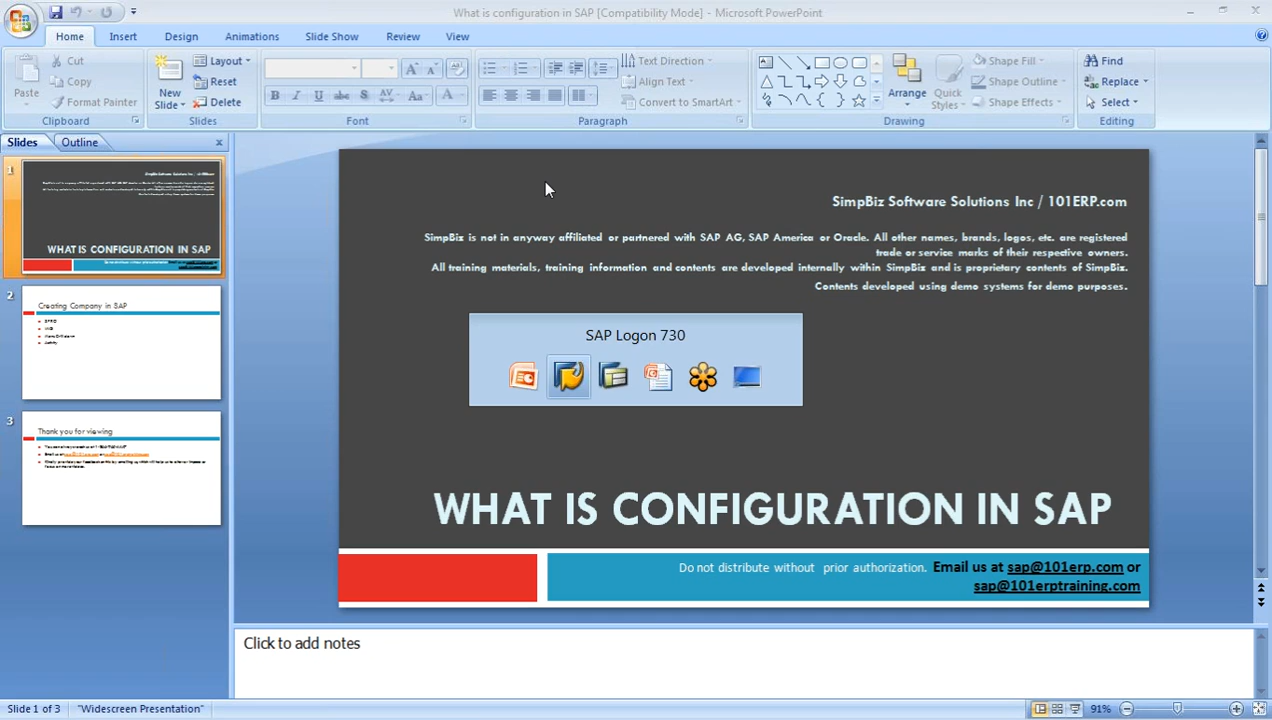 What is configuration in SAP [Compatibility Mode] - Microsoft PowerPoint
Home
Insert
Design
Animations
Slide Show
Review
View
Paste
Cut
Copy
Format Painter
Clipboard
New
Slide
Layout
Reset
Delete
Slides
B I U abc S AV Aa A
Font
Text Direction
Align Text
Convert to SmartArt
Paragraph
Arrange
Quick
Styles
Shape Fill
Shape Outline
Shape Effects
Drawing
Find
Replace
Select
Editing
Slides
Outline
1
WHAT IS CONFIGURATION IN SAP
2
Creating Company in SAP
3
Thank you for viewing
SimpBiz Software Solutions Inc / 101ERP.com
SimpBiz is not in anyway affiliated or partnered with SAP AG, SAP America or Oracle. All other names, brands, logos, etc. are registered
trade or service marks of their respective owners.
All training materials, training information and contents are developed internally within SimpBiz and is proprietary contents of SimpBiz.
Contents developed using demo systems for demo purposes.
SAP Logon 730
WHAT IS CONFIGURATION IN SAP
Do not distribute without prior authorization. Email us at sap@101erp.com or
sap@101erptraining.com
Click to add notes
Slide 1 of 3
"Widescreen Presentation"
91%